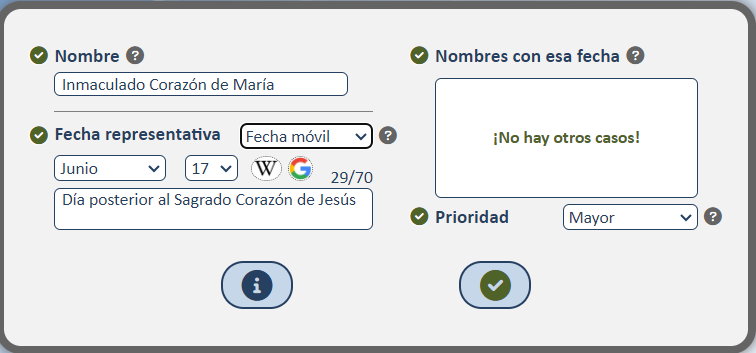 Nombre ?
Inmaculado Corazón de María
Fecha representativa Fecha móvil ?
Junio 17 W G 29/70
Día posterior al Sagrado Corazón de Jesús
Nombres con esa fecha ?
¡No hay otros casos!
Prioridad Mayor ?
i